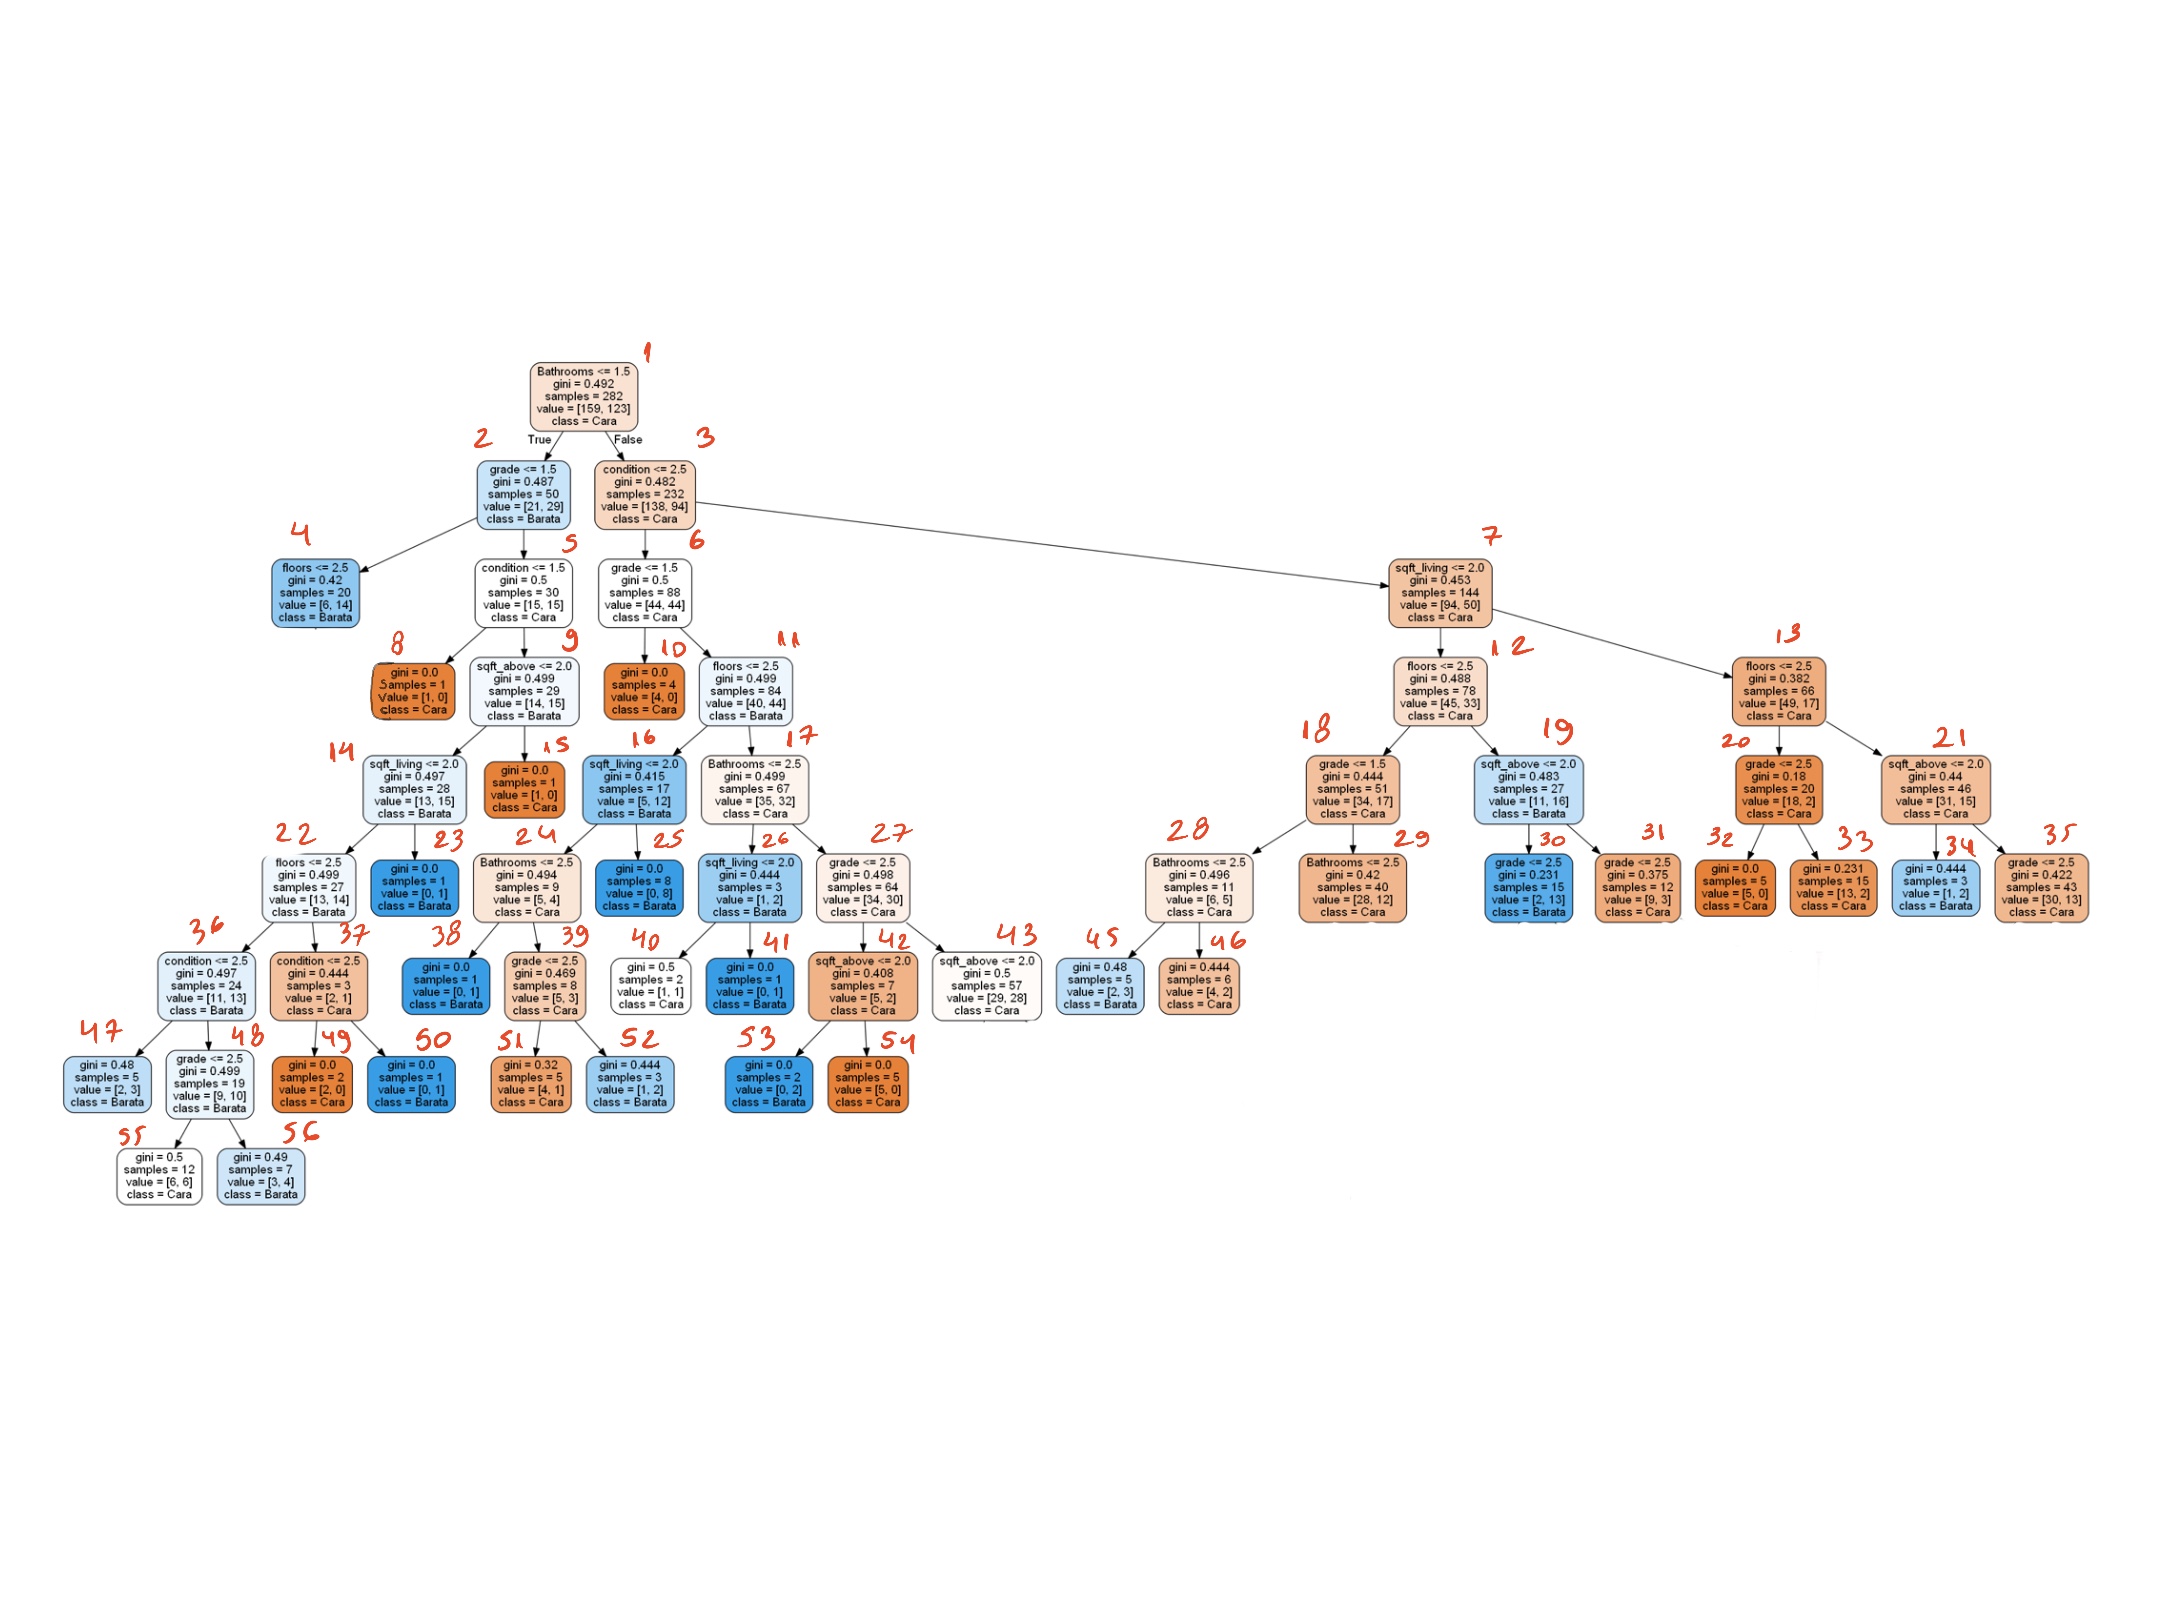 1
Bathrooms <= 1.5
gini = 0.492
samples = 282
value = [159, 123]
class = Cara
True
False
2
grade <= 1.5
gini = 0.487
samples = 50
value = [21, 29]
class = Barata
3
condition <= 2.5
gini = 0.482
samples = 232
value = [138, 94]
class = Cara
4
floors <= 2.5
gini = 0.42
samples = 20
value = [6, 14]
class = Barata
5
condition <= 1.5
gini = 0.5
samples = 30
value = [15, 15]
class = Cara
6
grade <= 1.5
gini = 0.5
samples = 88
value = [44, 44]
class = Cara
7
sqft_living <= 2.0
gini = 0.453
samples = 144
value = [94, 50]
class = Cara
8
gini = 0.0
samples = 1
value = [1, 0]
class = Cara
9
sqft_above <= 2.0
gini = 0.499
samples = 29
value = [14, 15]
class = Barata
10
gini = 0.0
samples = 4
value = [4, 0]
class = Cara
11
floors <= 2.5
gini = 0.499
samples = 84
value = [40, 44]
class = Barata
12
floors <= 2.5
gini = 0.488
samples = 78
value = [45, 33]
class = Cara
13
floors <= 2.5
gini = 0.382
samples = 66
value = [49, 17]
class = Cara
14
sqft_living <= 2.0
gini = 0.497
samples = 28
value = [13, 15]
class = Barata
15
gini = 0.0
samples = 1
value = [1, 0]
class = Cara
16
sqft_living <= 2.0
gini = 0.415
samples = 17
value = [5, 12]
class = Barata
17
Bathrooms <= 2.5
gini = 0.499
samples = 67
value = [35, 32]
class = Cara
18
grade <= 1.5
gini = 0.444
samples = 51
value = [34, 17]
class = Cara
19
sqft_above <= 2.0
gini = 0.483
samples = 27
value = [11, 16]
class = Barata
20
grade <= 2.5
gini = 0.18
samples = 20
value = [18, 2]
class = Cara
21
sqft_above <= 2.0
gini = 0.44
samples = 46
value = [31, 15]
class = Cara
22
floors <= 2.5
gini = 0.499
samples = 27
value = [13, 14]
class = Barata
23
gini = 0.0
samples = 1
value = [0, 1]
class = Barata
24
Bathrooms <= 2.5
gini = 0.494
samples = 9
value = [5, 4]
class = Cara
25
gini = 0.0
samples = 8
value = [0, 8]
class = Barata
26
sqft_living <= 2.0
gini = 0.444
samples = 3
value = [1, 2]
class = Barata
27
grade <= 2.5
gini = 0.498
samples = 64
value = [34, 30]
class = Cara
28
Bathrooms <= 2.5
gini = 0.496
samples = 11
value = [6, 5]
class = Cara
29
Bathrooms <= 2.5
gini = 0.42
samples = 40
value = [28, 12]
class = Cara
30
grade <= 2.5
gini = 0.231
samples = 15
value = [2, 13]
class = Barata
31
grade <= 2.5
gini = 0.375
samples = 12
value = [9, 3]
class = Cara
32
gini = 0.0
samples = 5
value = [5, 0]
class = Cara
33
gini = 0.231
samples = 15
value = [13, 2]
class = Cara
34
gini = 0.444
samples = 3
value = [1, 2]
class = Barata
35
grade <= 2.5
gini = 0.422
samples = 43
value = [30, 13]
class = Cara
36
condition <= 2.5
gini = 0.497
samples = 24
value = [11, 13]
class = Barata
37
condition <= 2.5
gini = 0.444
samples = 3
value = [2, 1]
class = Cara
38
gini = 0.0
samples = 1
value = [0, 1]
class = Barata
39
grade <= 2.5
gini = 0.469
samples = 8
value = [5, 3]
class = Cara
40
gini = 0.5
samples = 2
value = [1, 1]
class = Cara
41
gini = 0.0
samples = 1
value = [0, 1]
class = Barata
42
sqft_above <= 2.0
gini = 0.408
samples = 7
value = [5, 2]
class = Cara
43
sqft_above <= 2.0
gini = 0.5
samples = 57
value = [29, 28]
class = Cara
45
gini = 0.48
samples = 5
value = [2, 3]
class = Barata
46
gini = 0.444
samples = 6
value = [4, 2]
class = Cara
47
gini = 0.48
samples = 5
value = [2, 3]
class = Barata
48
grade <= 2.5
gini = 0.499
samples = 19
value = [9, 10]
class = Barata
49
gini = 0.0
samples = 2
value = [2, 0]
class = Cara
50
gini = 0.0
samples = 1
value = [0, 1]
class = Barata
51
gini = 0.32
samples = 5
value = [4, 1]
class = Cara
52
gini = 0.444
samples = 3
value = [1, 2]
class = Barata
53
gini = 0.0
samples = 2
value = [0, 2]
class = Barata
54
gini = 0.0
samples = 5
value = [5, 0]
class = Cara
55
gini = 0.5
samples = 12
value = [6, 6]
class = Cara
56
gini = 0.49
samples = 7
value = [3, 4]
class = Barata